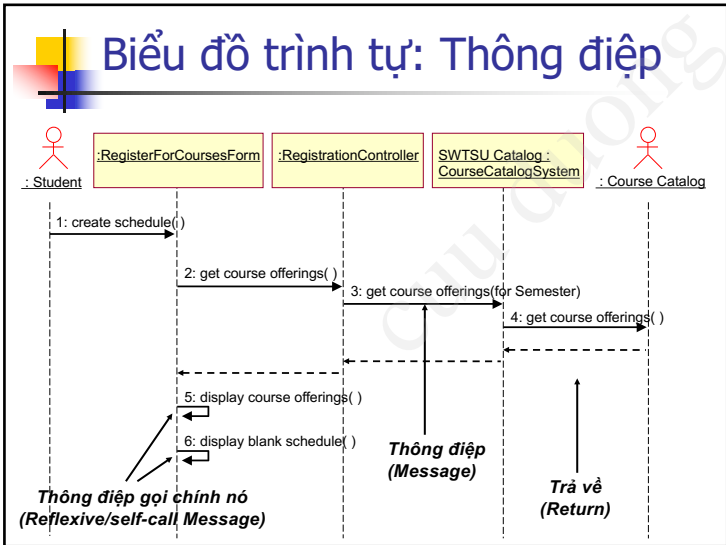 Biểu đồ trình tự: Thông điệp
: Student
:RegisterForCoursesForm
:RegistrationController
SWTSU Catalog :
CourseCatalogSystem
: Course Catalog
1: create schedule( )
2: get course offerings( )
3: get course offerings(for Semester)
4: get course offerings( )
5: display course offerings( )
6: display blank schedule( )
Thông điệp
(Message)
Trả về
(Return)
Thông điệp gọi chính nó
(Reflexive/self-call Message)
cuu duong